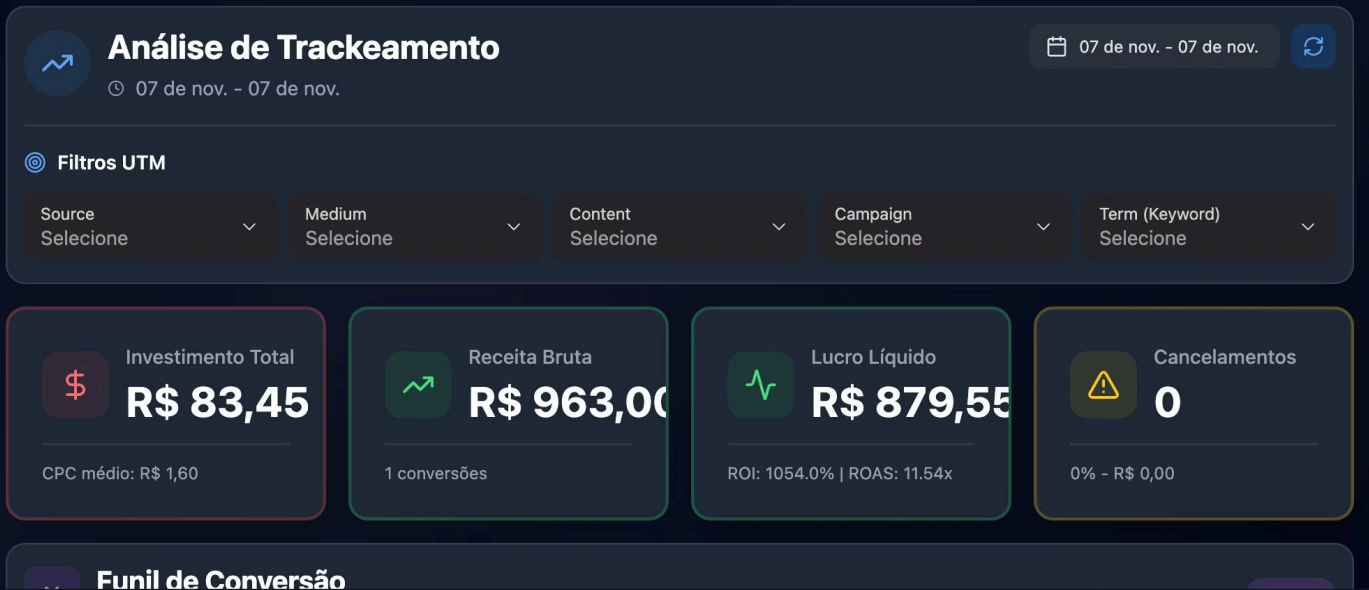 Análise de Trackeamento
07 de nov. - 07 de nov.
07 de nov. - 07 de nov.
Filtros UTM
Source
Selecione
Medium
Selecione
Content
Selecione
Campaign
Selecione
Term (Keyword)
Selecione
Investimento Total
R$ 83,45
CPC médio: R$ 1,60
Receita Bruta
R$ 963,00
1 conversões
Lucro Líquido
R$ 879,55
ROI: 1054.0% | ROAS: 11.54x
Cancelamentos
0
0% - R$ 0,00
Funil de Conversão